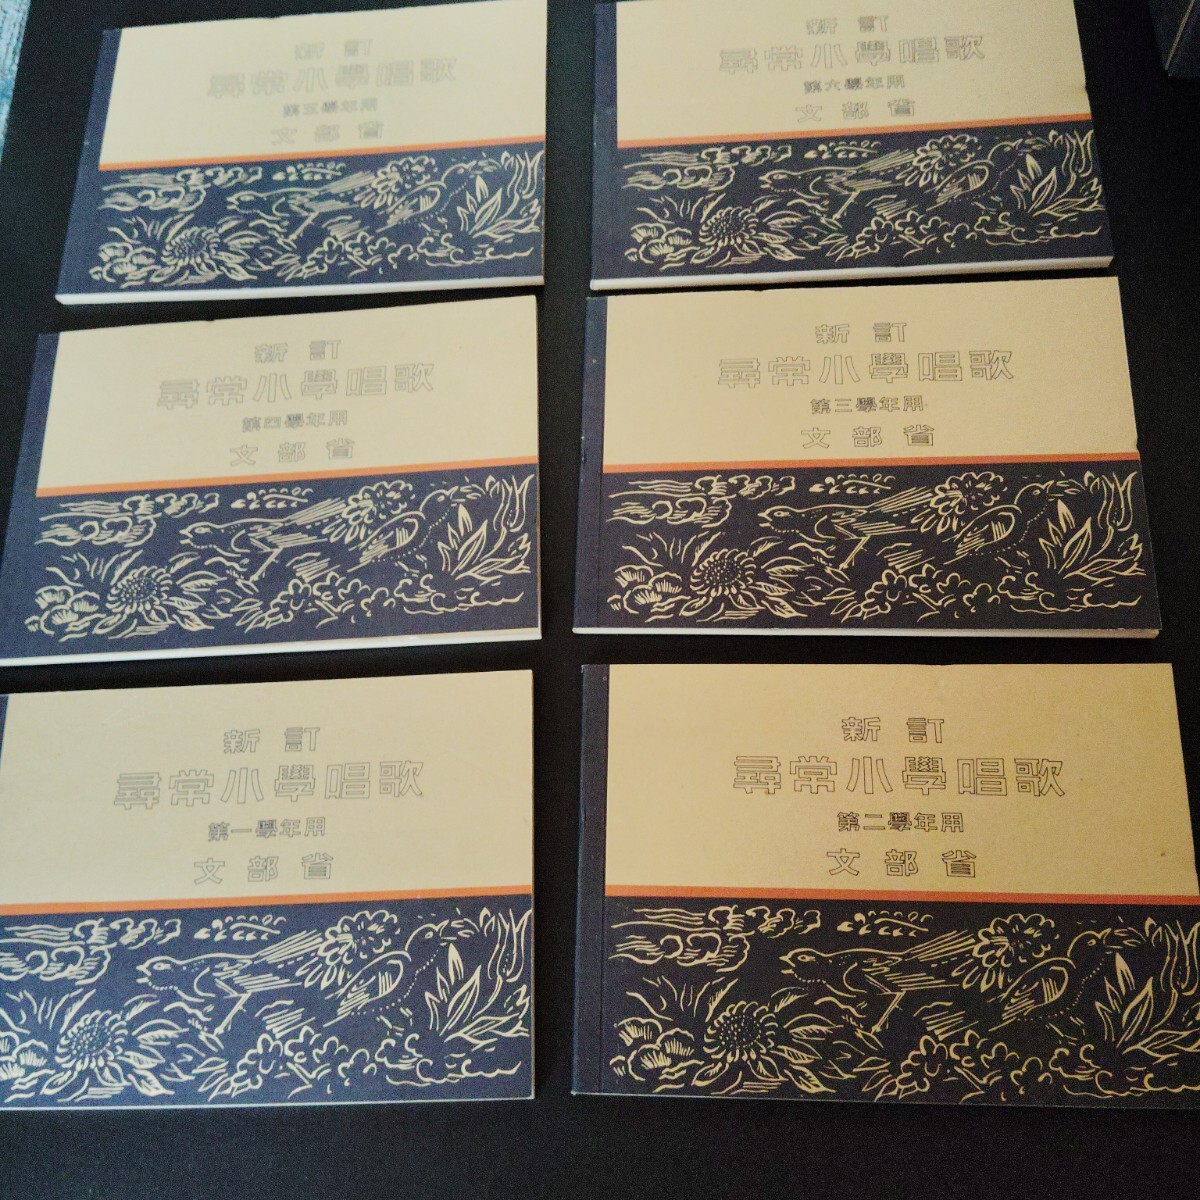 新訂
尋常小學唱歌
第五學年用
文部省
新訂
尋常小學唱歌
第六學年用
文部省
新訂
尋常小學唱歌
第四學年用
文部省
新訂
尋常小學唱歌
第三學年用
文部省
新訂
尋常小學唱歌
第一學年用
文部省
新訂
尋常小學唱歌
第二學年用
文部省